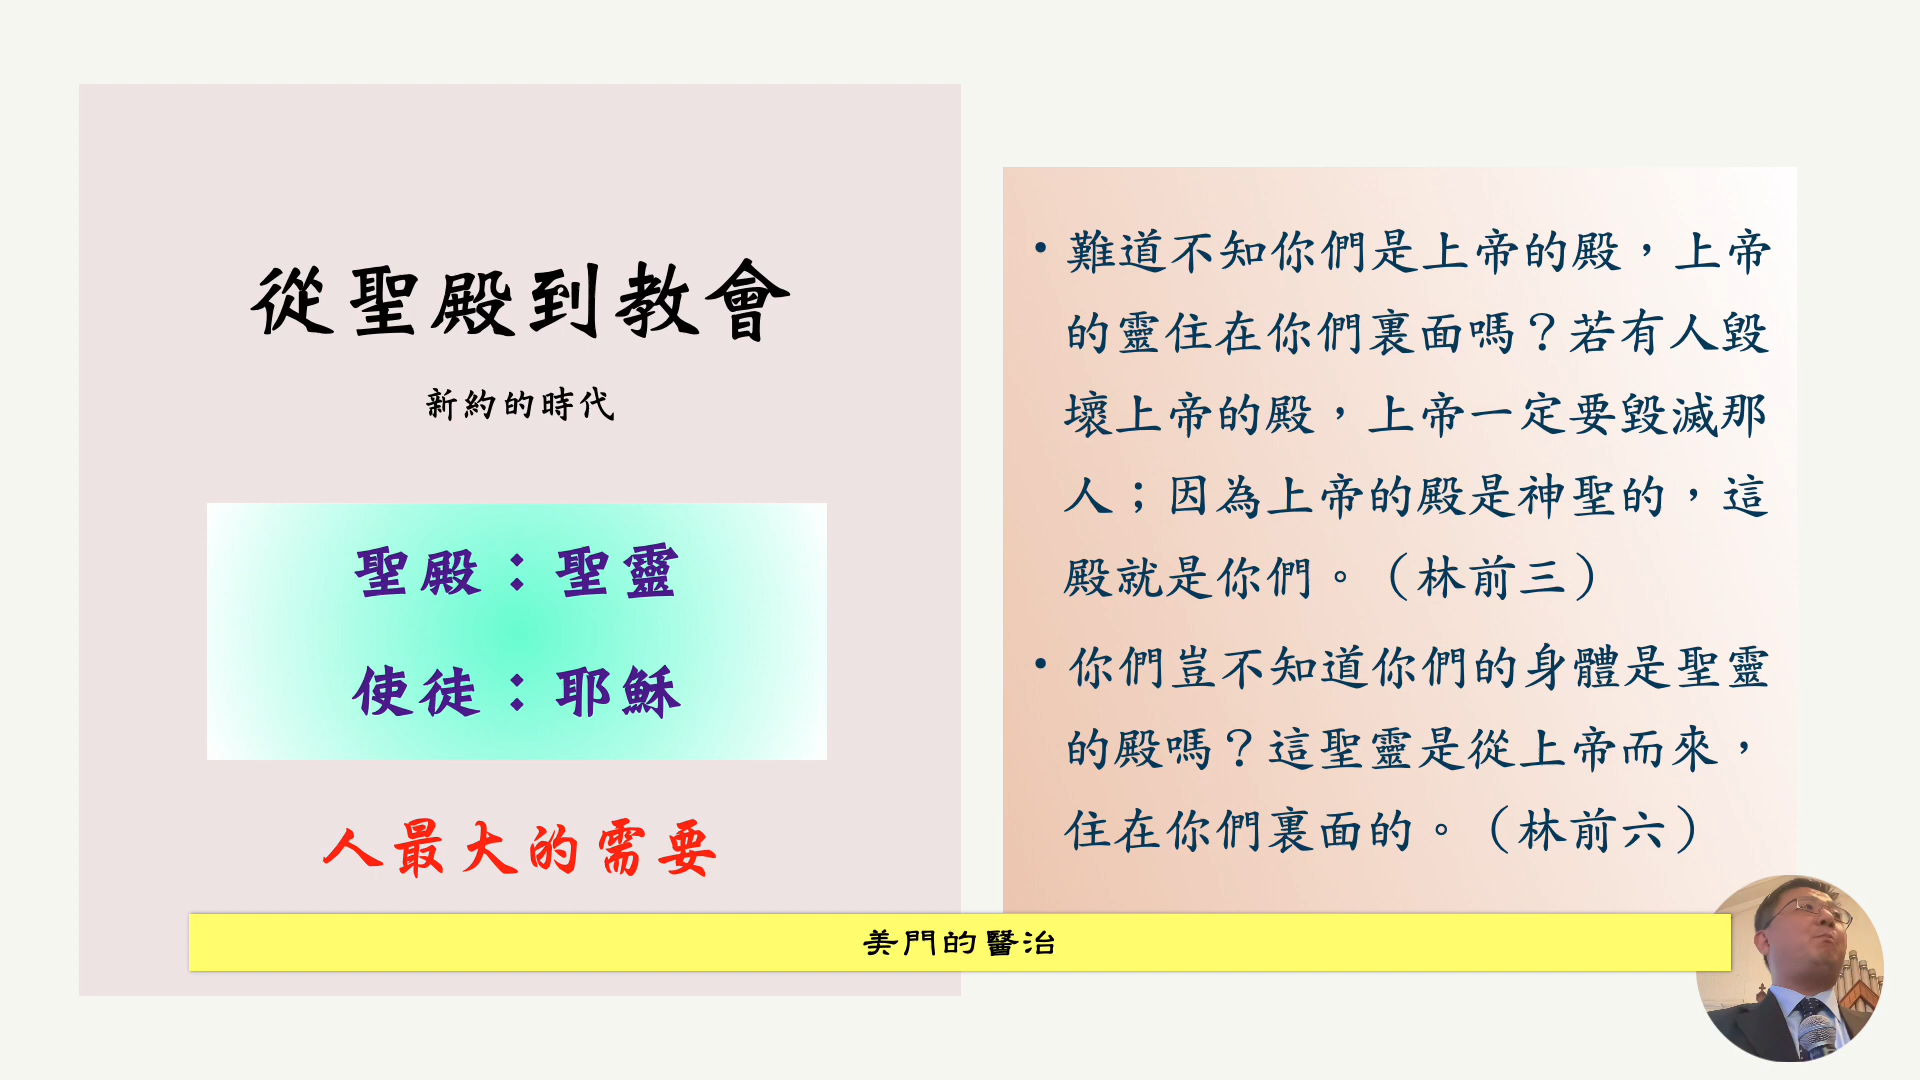 從聖殿到教會
新約的時代
聖殿：聖靈
使徒：耶穌
人最大的需要
• 難道不知你們是上帝的殿，上帝
的靈住在你們裏面嗎？若有人毀
壞上帝的殿，上帝一定要毀滅那
人；因為上帝的殿是神聖的，這
殿就是你們。（林前三）
• 你們豈不知道你們的身體是聖靈
的殿嗎？這聖靈是從上帝而來，
住在你們裏面的。（林前六）
美門的醫治